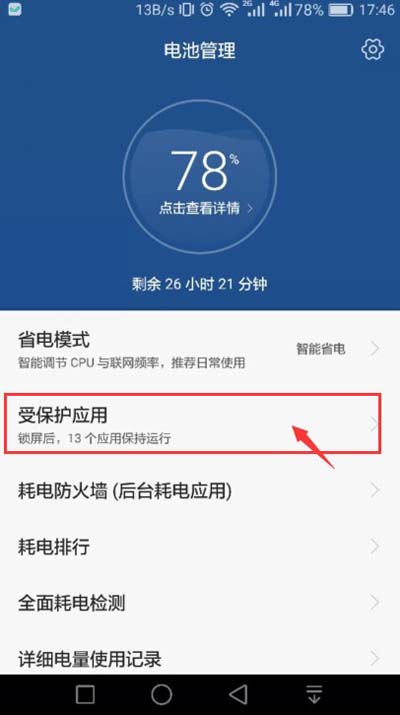 13B/s 2G 4G 78% 17:46
电池管理
78%
点击查看详情
剩余 26 小时 21 分钟
省电模式
智能调节 CPU 与联网频率，推荐日常使用
智能省电
受保护应用
锁屏后，13 个应用保持运行
耗电防火墙 (后台耗电应用)
耗电排行
全面耗电检测
详细电量使用记录